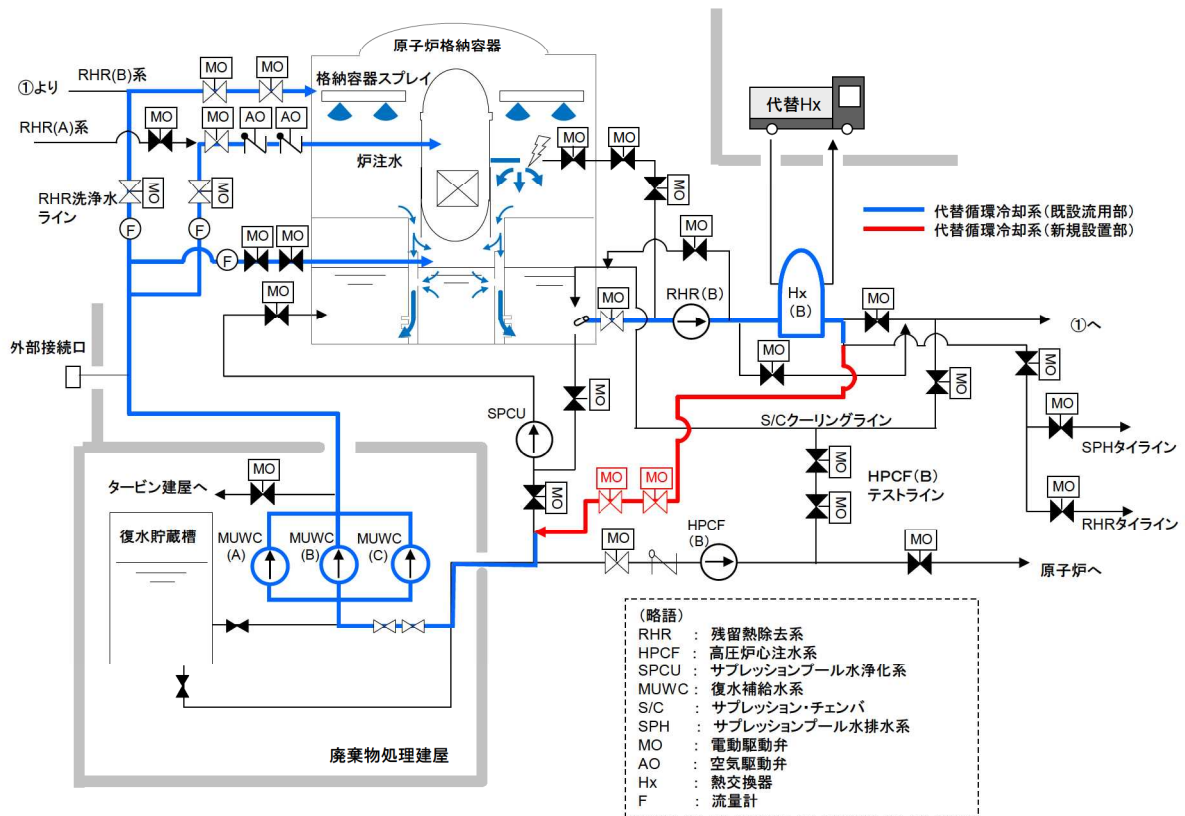 原子炉格納容器
MO
MO
RHR(B)系
①より
格納容器スプレイ
代替Hx
RHR(A)系
MO
MO
AO
AO
MO
MO
炉注水
MO
RHR洗浄水
ライン
MO
MO
代替循環冷却系(既設流用部)
代替循環冷却系(新規設置部)
F
F
F
MO
MO
MO
MO
MO
RHR(B)
Hx
(B)
MO
①へ
外部接続口
MO
MO
MO
MO
SPCU
S/Cクーリングライン
MO
SPHタイライン
タービン建屋へ
MO
MO
MO
MO
MO
HPCF(B)
テストライン
MO
MO
RHRタイライン
復水貯蔵槽
MUWC
(A)
MUWC
(B)
MUWC
(C)
MO
HPCF
(B)
MO
原子炉へ
廃棄物処理建屋
(略語)
RHR : 残留熱除去系
HPCF : 高圧炉心注水系
SPCU : サプレッションプール水浄化系
MUWC : 復水補給水系
S/C : サプレッション・チェンバ
SPH : サプレッションプール水排水系
MO : 電動駆動弁
AO : 空気駆動弁
Hx : 熱交換器
F : 流量計